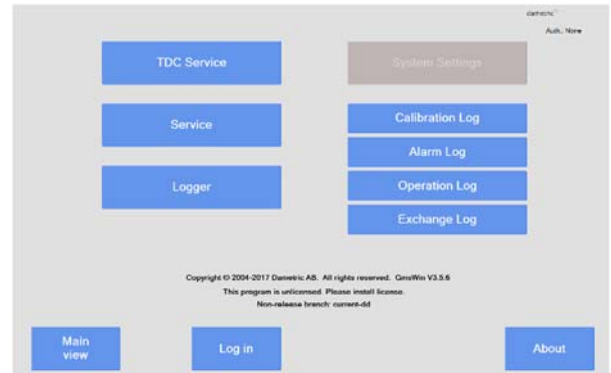 dametric
Auth.: None
TDC Service
System Settings
Service
Calibration Log
Alarm Log
Logger
Operation Log
Exchange Log
Copyright © 2004-2017 Dametric AB. All rights reserved. GmsWin V3.5.6
This program is unlicensed. Please install license.
Non-release branch: current-dd
Main
view
Log in
About